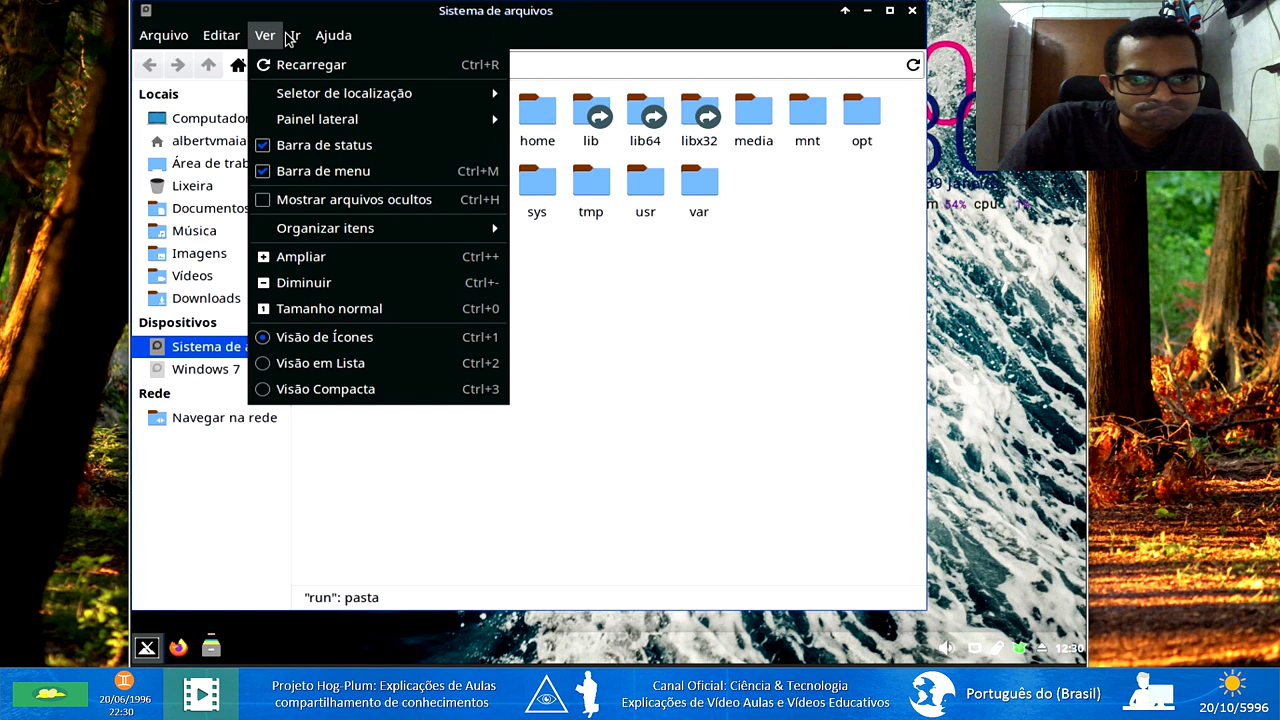 Sistema de arquivos
Arquivo Editar Ver Ir Ajuda
Recarregar Ctrl+R
Seletor de localização
Painel lateral
Barra de status
Barra de menu Ctrl+M
Mostrar arquivos ocultos Ctrl+H
Organizar itens
Ampliar Ctrl++
Diminuir Ctrl+-
Tamanho normal Ctrl+0
Visão de Ícones Ctrl+1
Visão em Lista Ctrl+2
Visão Compacta Ctrl+3
Locais
Computador
albertvmaia
Área de trab
Lixeira
Documentos
Música
Imagens
Vídeos
Downloads
Dispositivos
Sistema de a
Windows 7
Rede
Navegar na rede
home lib lib64 libx32 media mnt opt
sys tmp usr var
"run": pasta
54% cpu 1%
12:30
20/06/1996
22:30
Projeto Hog-Plum: Explicações de Aulas
compartilhamento de conhecimentos
Canal Oficial: Ciência & Tecnologia
Explicações de Vídeo Aulas e Vídeos Educativos
Português do (Brasil)
20/10/5996